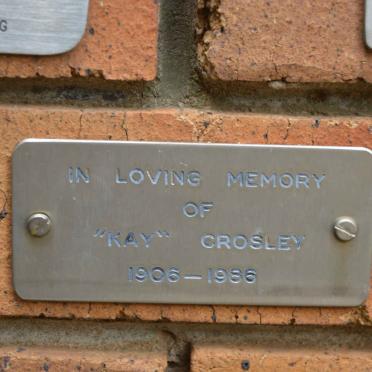 G
IN LOVING MEMORY
OF
"KAY" CROSLEY
1906-1986